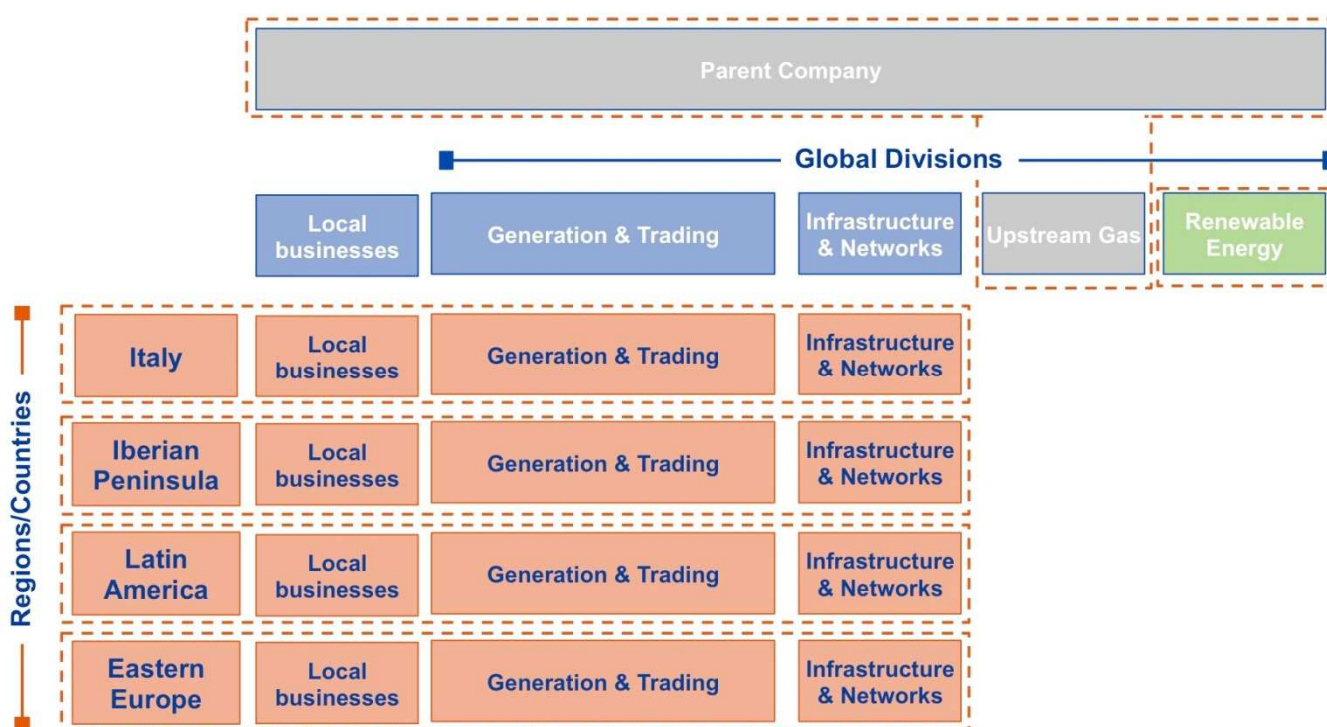 Parent Company
Global Divisions
Local
businesses
Generation & Trading
Infrastructure
& Networks
Upstream Gas
Renewable
Energy
Regions/Countries
Italy
Local
businesses
Generation & Trading
Infrastructure
& Networks
Iberian
Peninsula
Local
businesses
Generation & Trading
Infrastructure
& Networks
Latin
America
Local
businesses
Generation & Trading
Infrastructure
& Networks
Eastern
Europe
Local
businesses
Generation & Trading
Infrastructure
& Networks